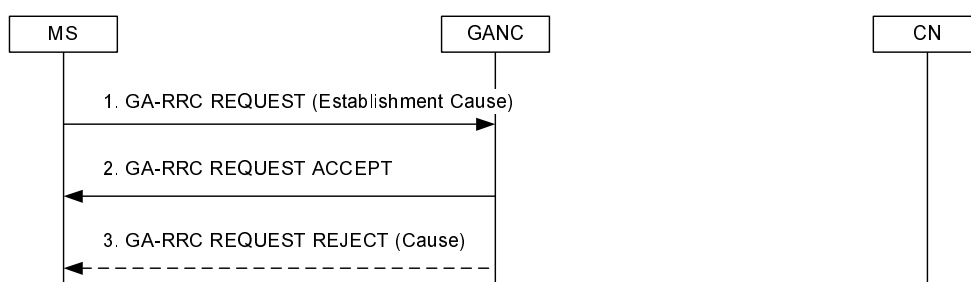 MS
GANC
CN
1. GA-RRC REQUEST (Establishment Cause)
2. GA-RRC REQUEST ACCEPT
3. GA-RRC REQUEST REJECT (Cause)